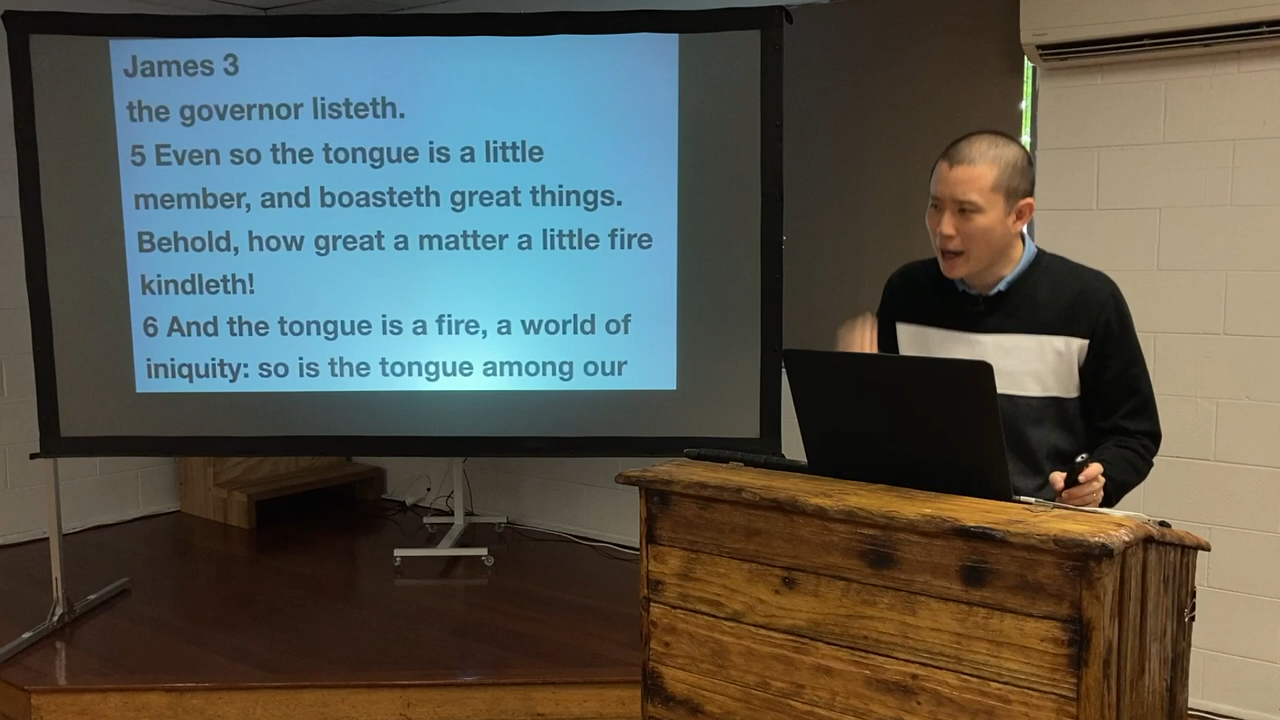 James 3
the governor listeth.
5 Even so the tongue is a little
member, and boasteth great things.
Behold, how great a matter a little fire
kindleth!
6 And the tongue is a fire, a world of
iniquity: so is the tongue among our